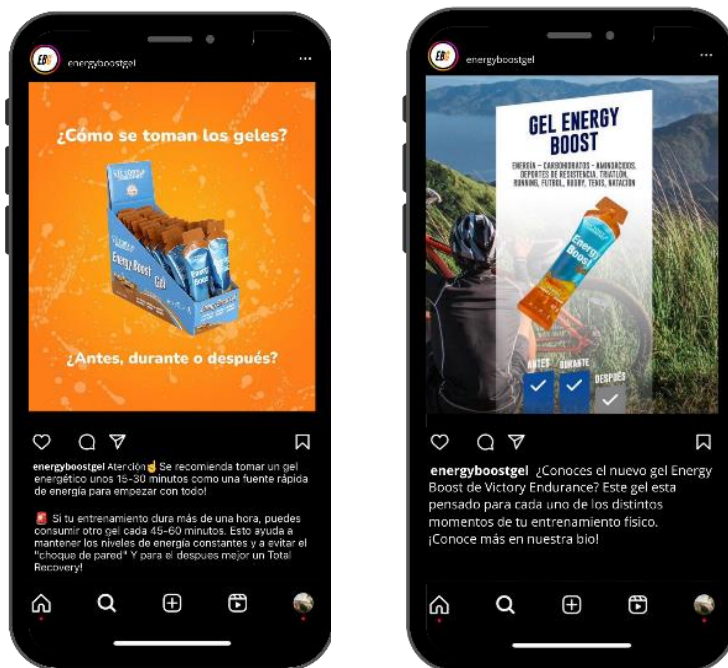 EBG
energyboostgel
¿Cómo se toman los geles?
Energy Boost Gel
Energy
Boost
¿Antes, durante o después?
energyboostgel Atención☝️ Se recomienda tomar un gel
energético unos 15-30 minutos como una fuente rápida
de energía para empezar con todo!
🚨 Si tu entrenamiento dura más de una hora, puedes
consumir otro gel cada 45-60 minutos. Esto ayuda a
mantener los niveles de energía constantes y a evitar el
"choque de pared" Y para el despues mejor un Total
Recovery!
EBG
energyboostgel
GEL ENERGY
BOOST
ENERGÍA – CARBOHIDRATOS - AMINOÁCIDOS,
DEPORTES DE RESISTENCIA, TRIATLÓN,
RUNNING, FUTBOL, RUGBY, TENIS, NATACIÓN
Energy
Boost
ANTES
DURANTE
DESPUÉS
energyboostgel ¿Conoces el nuevo gel Energy
Boost de Victory Endurance? Este gel esta
pensado para cada uno de los distintos
momentos de tu entrenamiento físico.
¡Conoce más en nuestra bio!